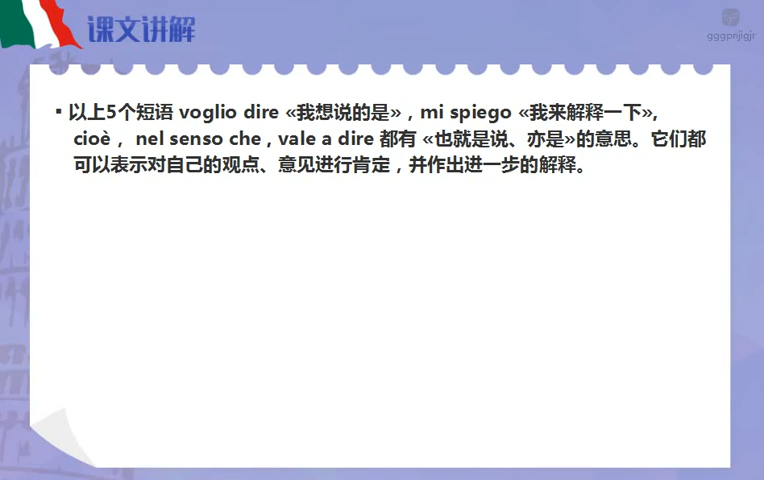 课文讲解
gggpnjigjr
▪ 以上5个短语 voglio dire «我想说的是»，mi spiego «我来解释一下»,
cioè， nel senso che , vale a dire 都有 «也就是说、亦是»的意思。它们都
可以表示对自己的观点、意见进行肯定，并作出进一步的解释。